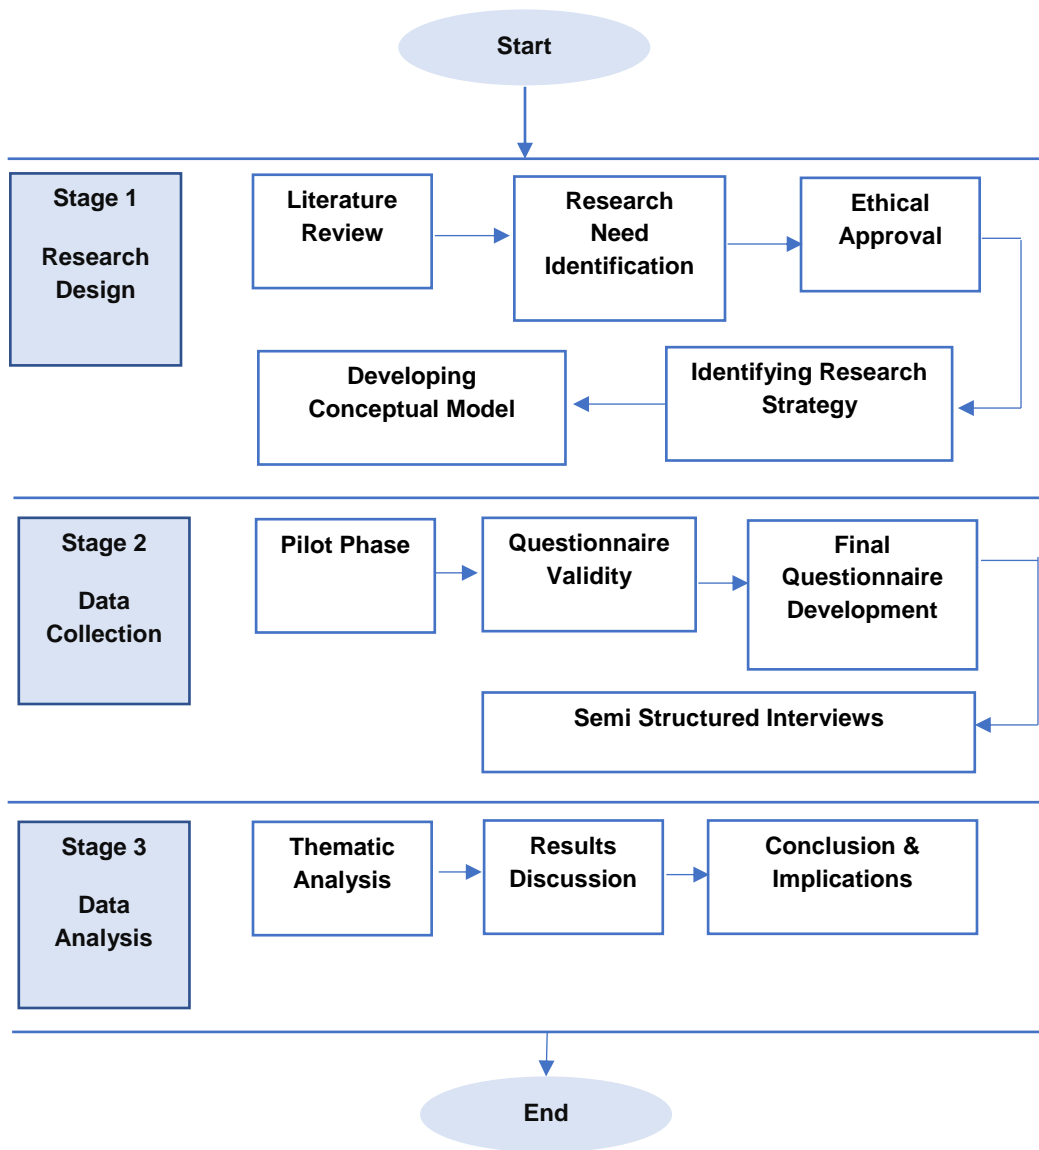 Start
Stage 1
Research
Design
Literature
Review
Research
Need
Identification
Ethical
Approval
Identifying Research
Strategy
Developing
Conceptual Model
Stage 2
Data
Collection
Pilot Phase
Questionnaire
Validity
Final
Questionnaire
Development
Semi Structured Interviews
Stage 3
Data
Analysis
Thematic
Analysis
Results
Discussion
Conclusion &
Implications
End